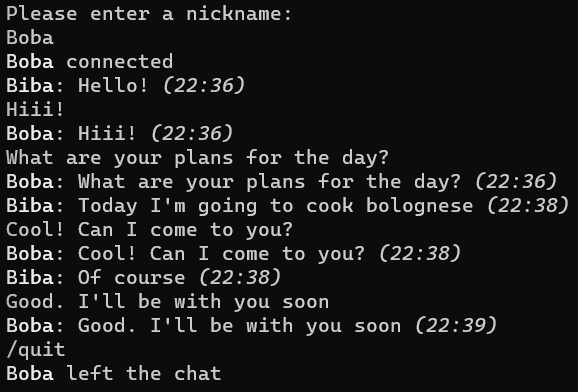 Please enter a nickname:
Boba
Boba connected
Biba: Hello! (22:36)
Hiii!
Boba: Hiii! (22:36)
What are your plans for the day?
Boba: What are your plans for the day? (22:36)
Biba: Today I'm going to cook bolognese (22:38)
Cool! Can I come to you?
Boba: Cool! Can I come to you? (22:38)
Biba: Of course (22:38)
Good. I'll be with you soon
Boba: Good. I'll be with you soon (22:39)
/quit
Boba left the chat